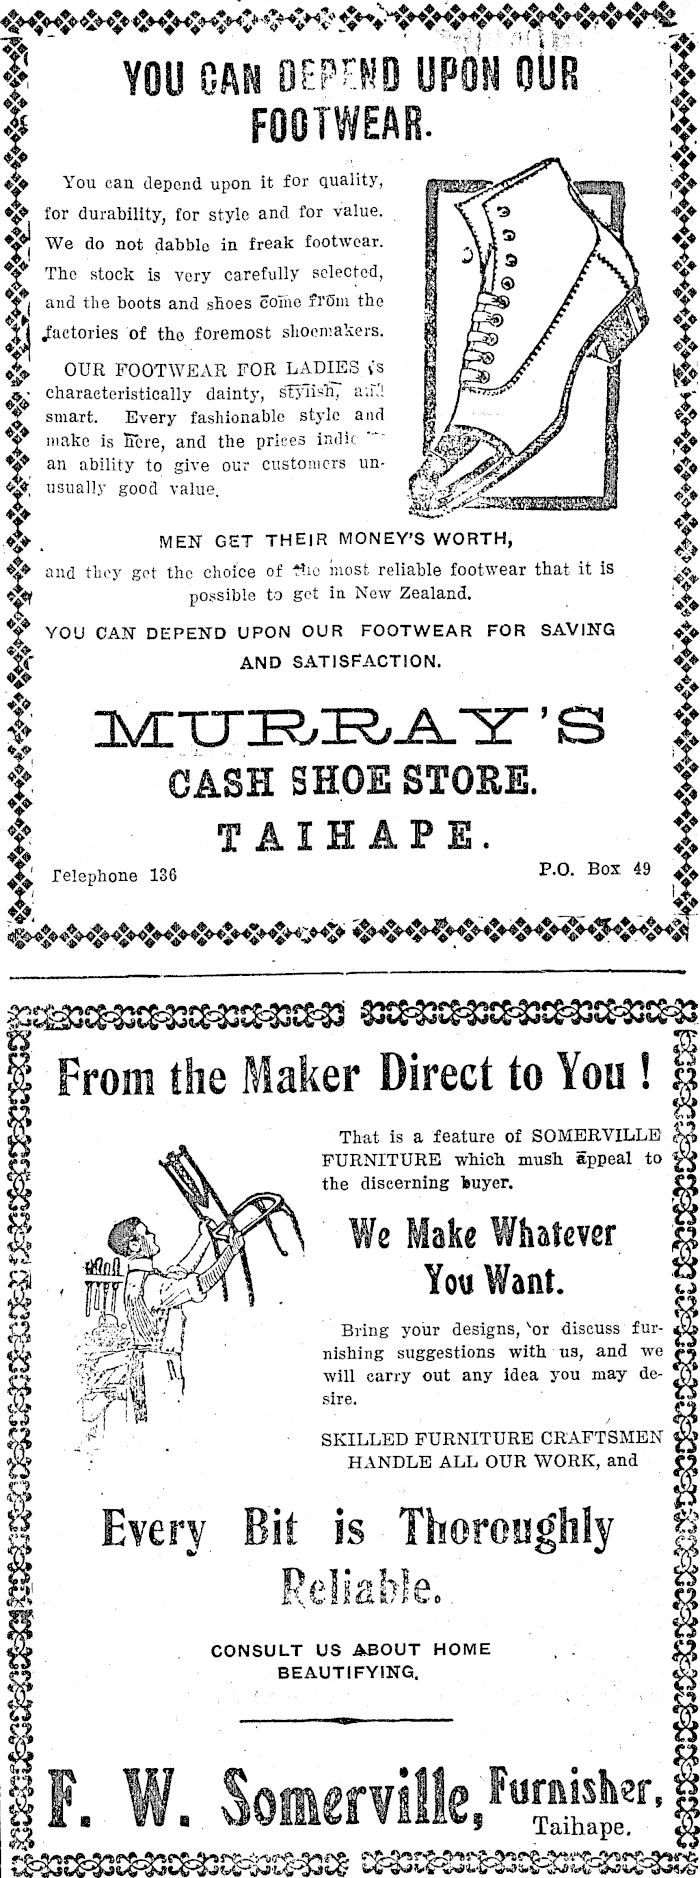 YOU CAN DEPEND UPON OUR
FOOTWEAR.
You can depend upon it for quality,
for durability, for style and for value.
We do not dabble in freak footwear.
The stock is very carefully selected,
and the boots and shoes come from the
factories of the foremost shoemakers.
OUR FOOTWEAR FOR LADIES is
characteristically dainty, stylish, and
smart. Every fashionable style and
make is here, and the prices
an ability to give our customers un-
usually good value.
MEN GET THEIR MONEY'S WORTH,
and they get the choice of the most reliable footwear that it is
possible to get in New Zealand.
YOU CAN DEPEND UPON OUR FOOTWEAR FOR SAVING
AND SATISFACTION.
MURRAY'S
CASH SHOE STORE.
TAIHAPE.
Telephone 136 P.O. Box 49
From the Maker Direct to You!
That is a feature of SOMERVILLE
FURNITURE which mush appeal to
the discerning buyer.
We Make Whatever
You Want.
Bring your designs, or discuss fur-
nishing suggestions with us, and we
will carry out any idea you may de-
sire.
SKILLED FURNITURE CRAFTSMEN
HANDLE ALL OUR WORK, and
Every Bit is Thoroughly
Reliable.
CONSULT US ABOUT HOME
BEAUTIFYING.
F. W. Somerville, Furnisher,
Taihape.